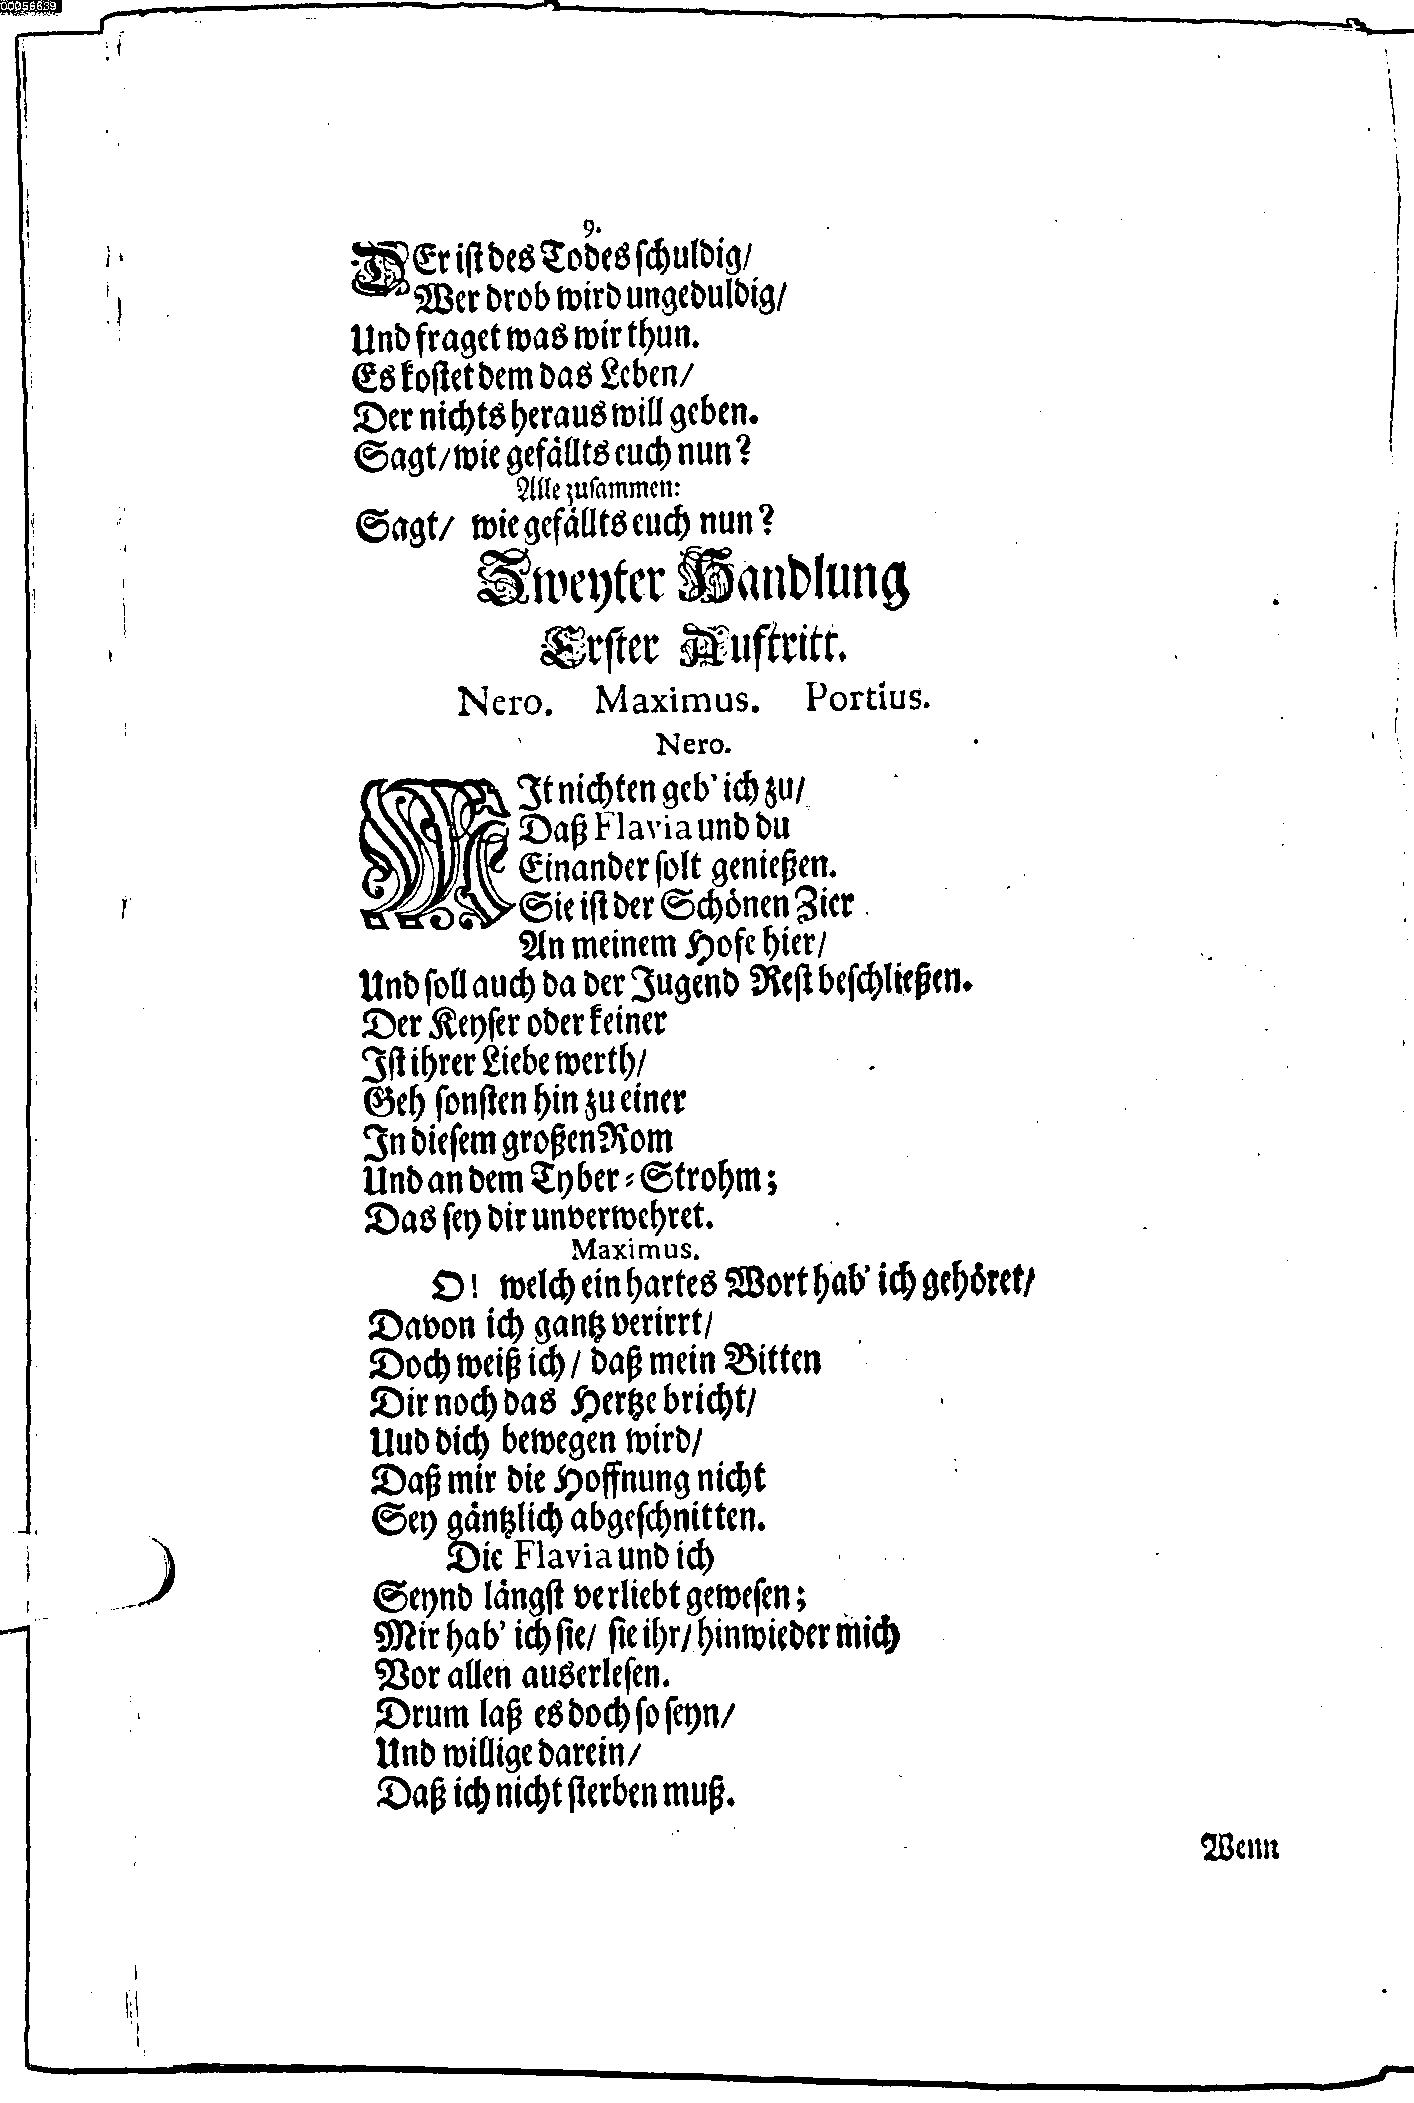 00056639
9.
DEr ist des Todes schuldig/
Wer drob wird ungeduldig/
Und fraget was wir thun.
Es kostet dem das Leben/
Der nichts heraus will geben.
Sagt/ wie gefällts euch nun?
Alle zusammen:
Sagt/ wie gefällts euch nun?
Zweyter Handlung
Erster Auftritt.
Nero. Maximus. Portius.
Nero.
MIt nichten geb' ich zu/
Daß Flavia und du
Einander solt genießen.
Sie ist der Schönen Zier
An meinem Hofe hier/
Und soll auch da der Jugend Rest beschließen.
Der Keyser oder keiner
Ist ihrer Liebe werth/
Geh sonsten hin zu einer
In diesem großen Rom
Und an dem Tyber-Strohm;
Das sey dir unverwehret.
Maximus.
O! welch ein hartes Wort hab' ich gehöret/
Davon ich gantz verirrt/
Doch weiß ich/ daß mein Bitten
Dir noch das Hertze bricht/
Uud dich bewegen wird/
Daß mir die Hoffnung nicht
Sey gäntzlich abgeschnitten.
Die Flavia und ich
Seynd längst verliebt gewesen;
Mir hab' ich sie/ sie ihr/ hinwieder mich
Vor allen auserlesen.
Drum laß es doch so seyn/
Und willige darein/
Daß ich nicht sterben muß.
Wenn